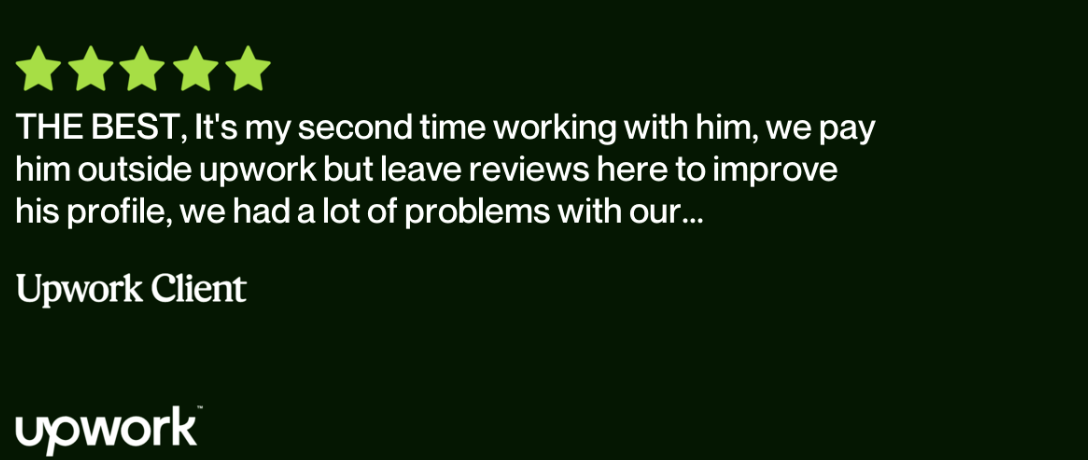 THE BEST, It's my second time working with him, we pay
him outside upwork but leave reviews here to improve
his profile, we had a lot of problems with our...
Upwork Client
upwork™